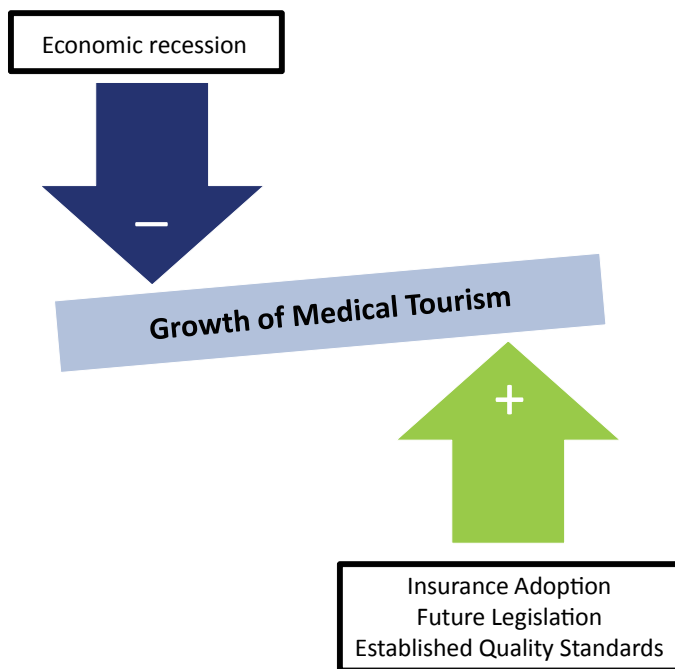 Economic recession
–
Growth of Medical Tourism
+
Insurance Adoption
Future Legislation
Established Quality Standards